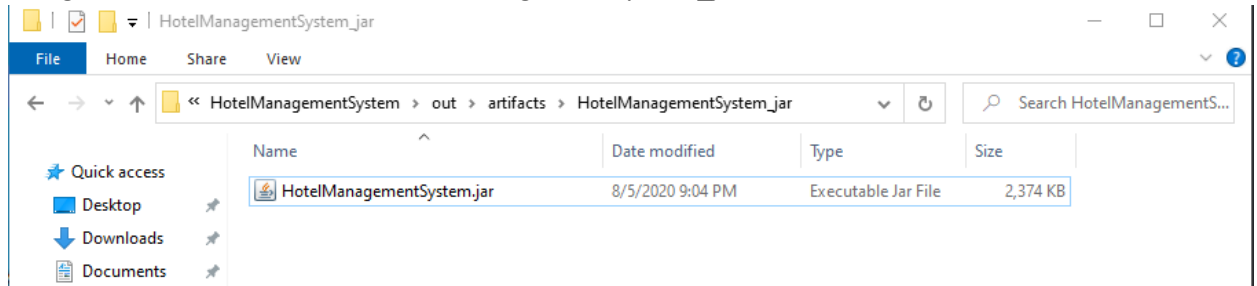 HotelManagementSystem_jar
File Home Share View
« HotelManagementSystem › out › artifacts › HotelManagementSystem_jar Search HotelManagementS...
Name Date modified Type Size
Quick access
HotelManagementSystem.jar 8/5/2020 9:04 PM Executable Jar File 2,374 KB
Desktop
Downloads
Documents